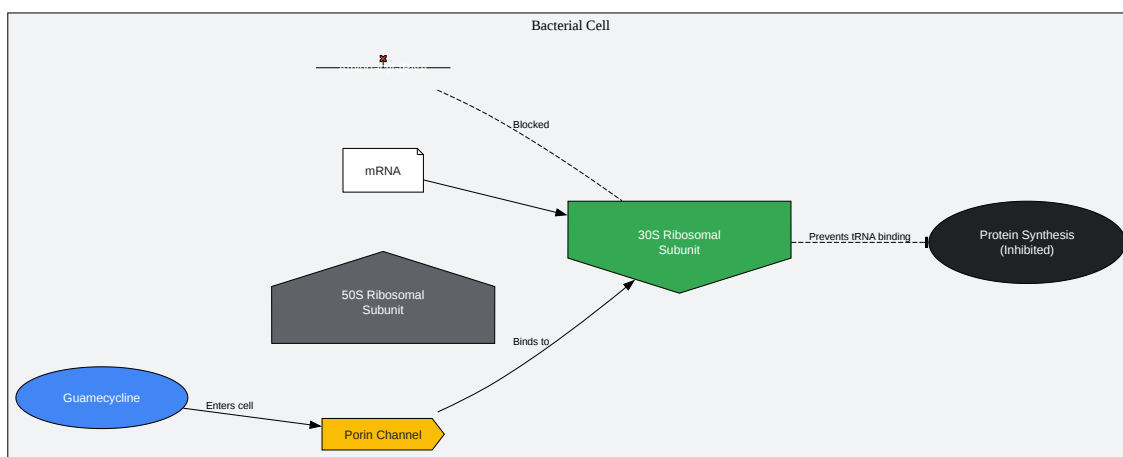 Bacterial Cell
Blocked
mRNA
30S Ribosomal
Subunit
Prevents tRNA binding
Protein Synthesis
(Inhibited)
50S Ribosomal
Subunit
Binds to
Guamecycline
Enters cell
Porin Channel